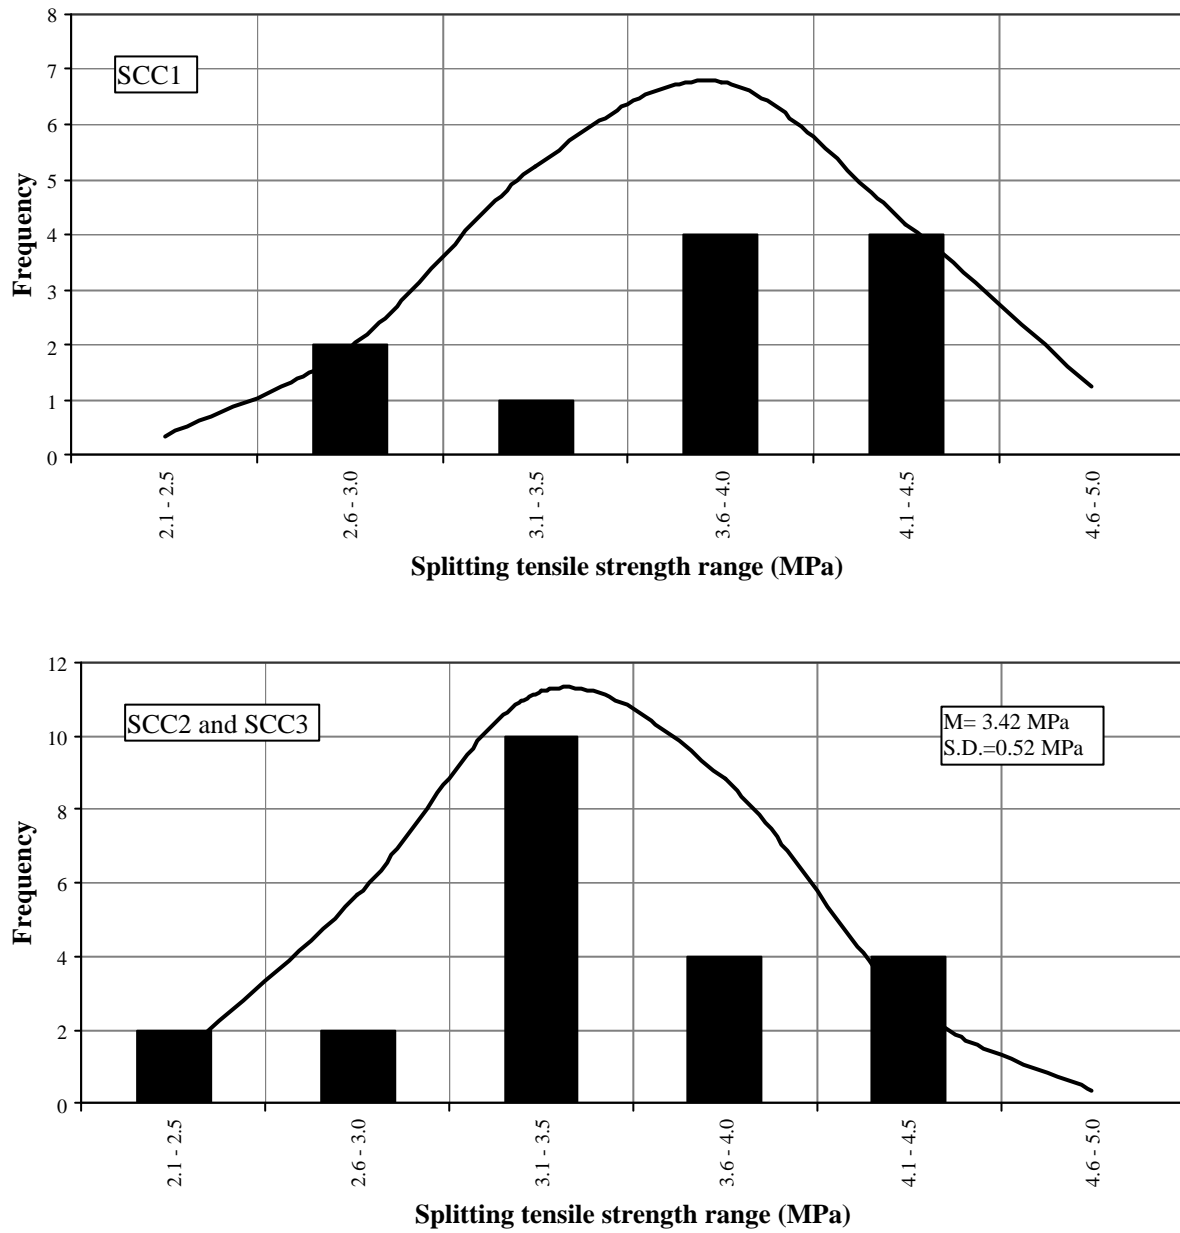 8
7
6
5
4
3
2
1
0
SCC1
Frequency
2.1 - 2.5
2.6 - 3.0
3.1 - 3.5
3.6 - 4.0
4.1 - 4.5
4.6 - 5.0
Splitting tensile strength range (MPa)
12
10
8
6
4
2
0
SCC2 and SCC3
M= 3.42 MPa
S.D.=0.52 MPa
Frequency
2.1 - 2.5
2.6 - 3.0
3.1 - 3.5
3.6 - 4.0
4.1 - 4.5
4.6 - 5.0
Splitting tensile strength range (MPa)